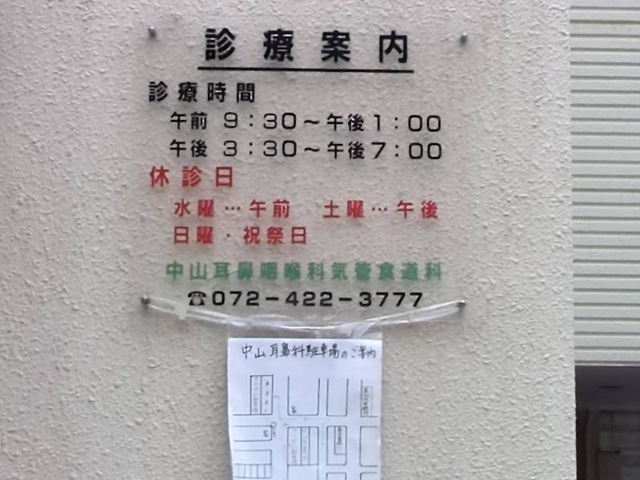 診療案内
診療時間
午前 9:30～午後1:00
午後 3:30～午後7:00
休診日
水曜…午前 土曜…午後
日曜・祝祭日
中山耳鼻咽喉科気管食道科
☎072-422-3777
中山耳鼻科駐車場のご案内